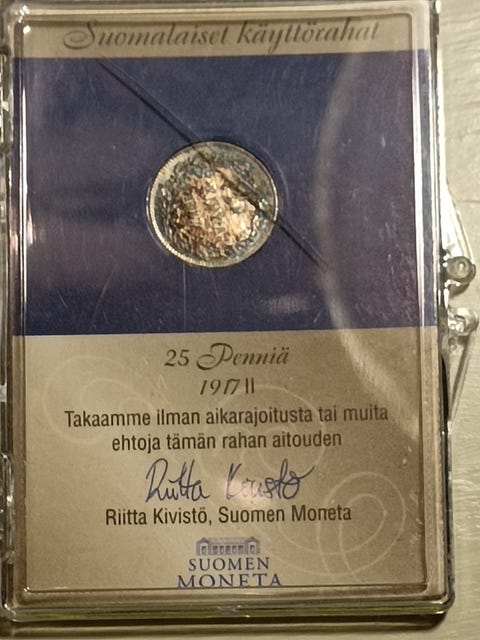 Suomalaiset käyttörahat
25 Penniä
1917 II
Takaamme ilman aikarajoitusta tai muita
ehtoja tämän rahan aitouden
Riitta Kivistö
Riitta Kivistö, Suomen Moneta
SUOMEN
MONETA